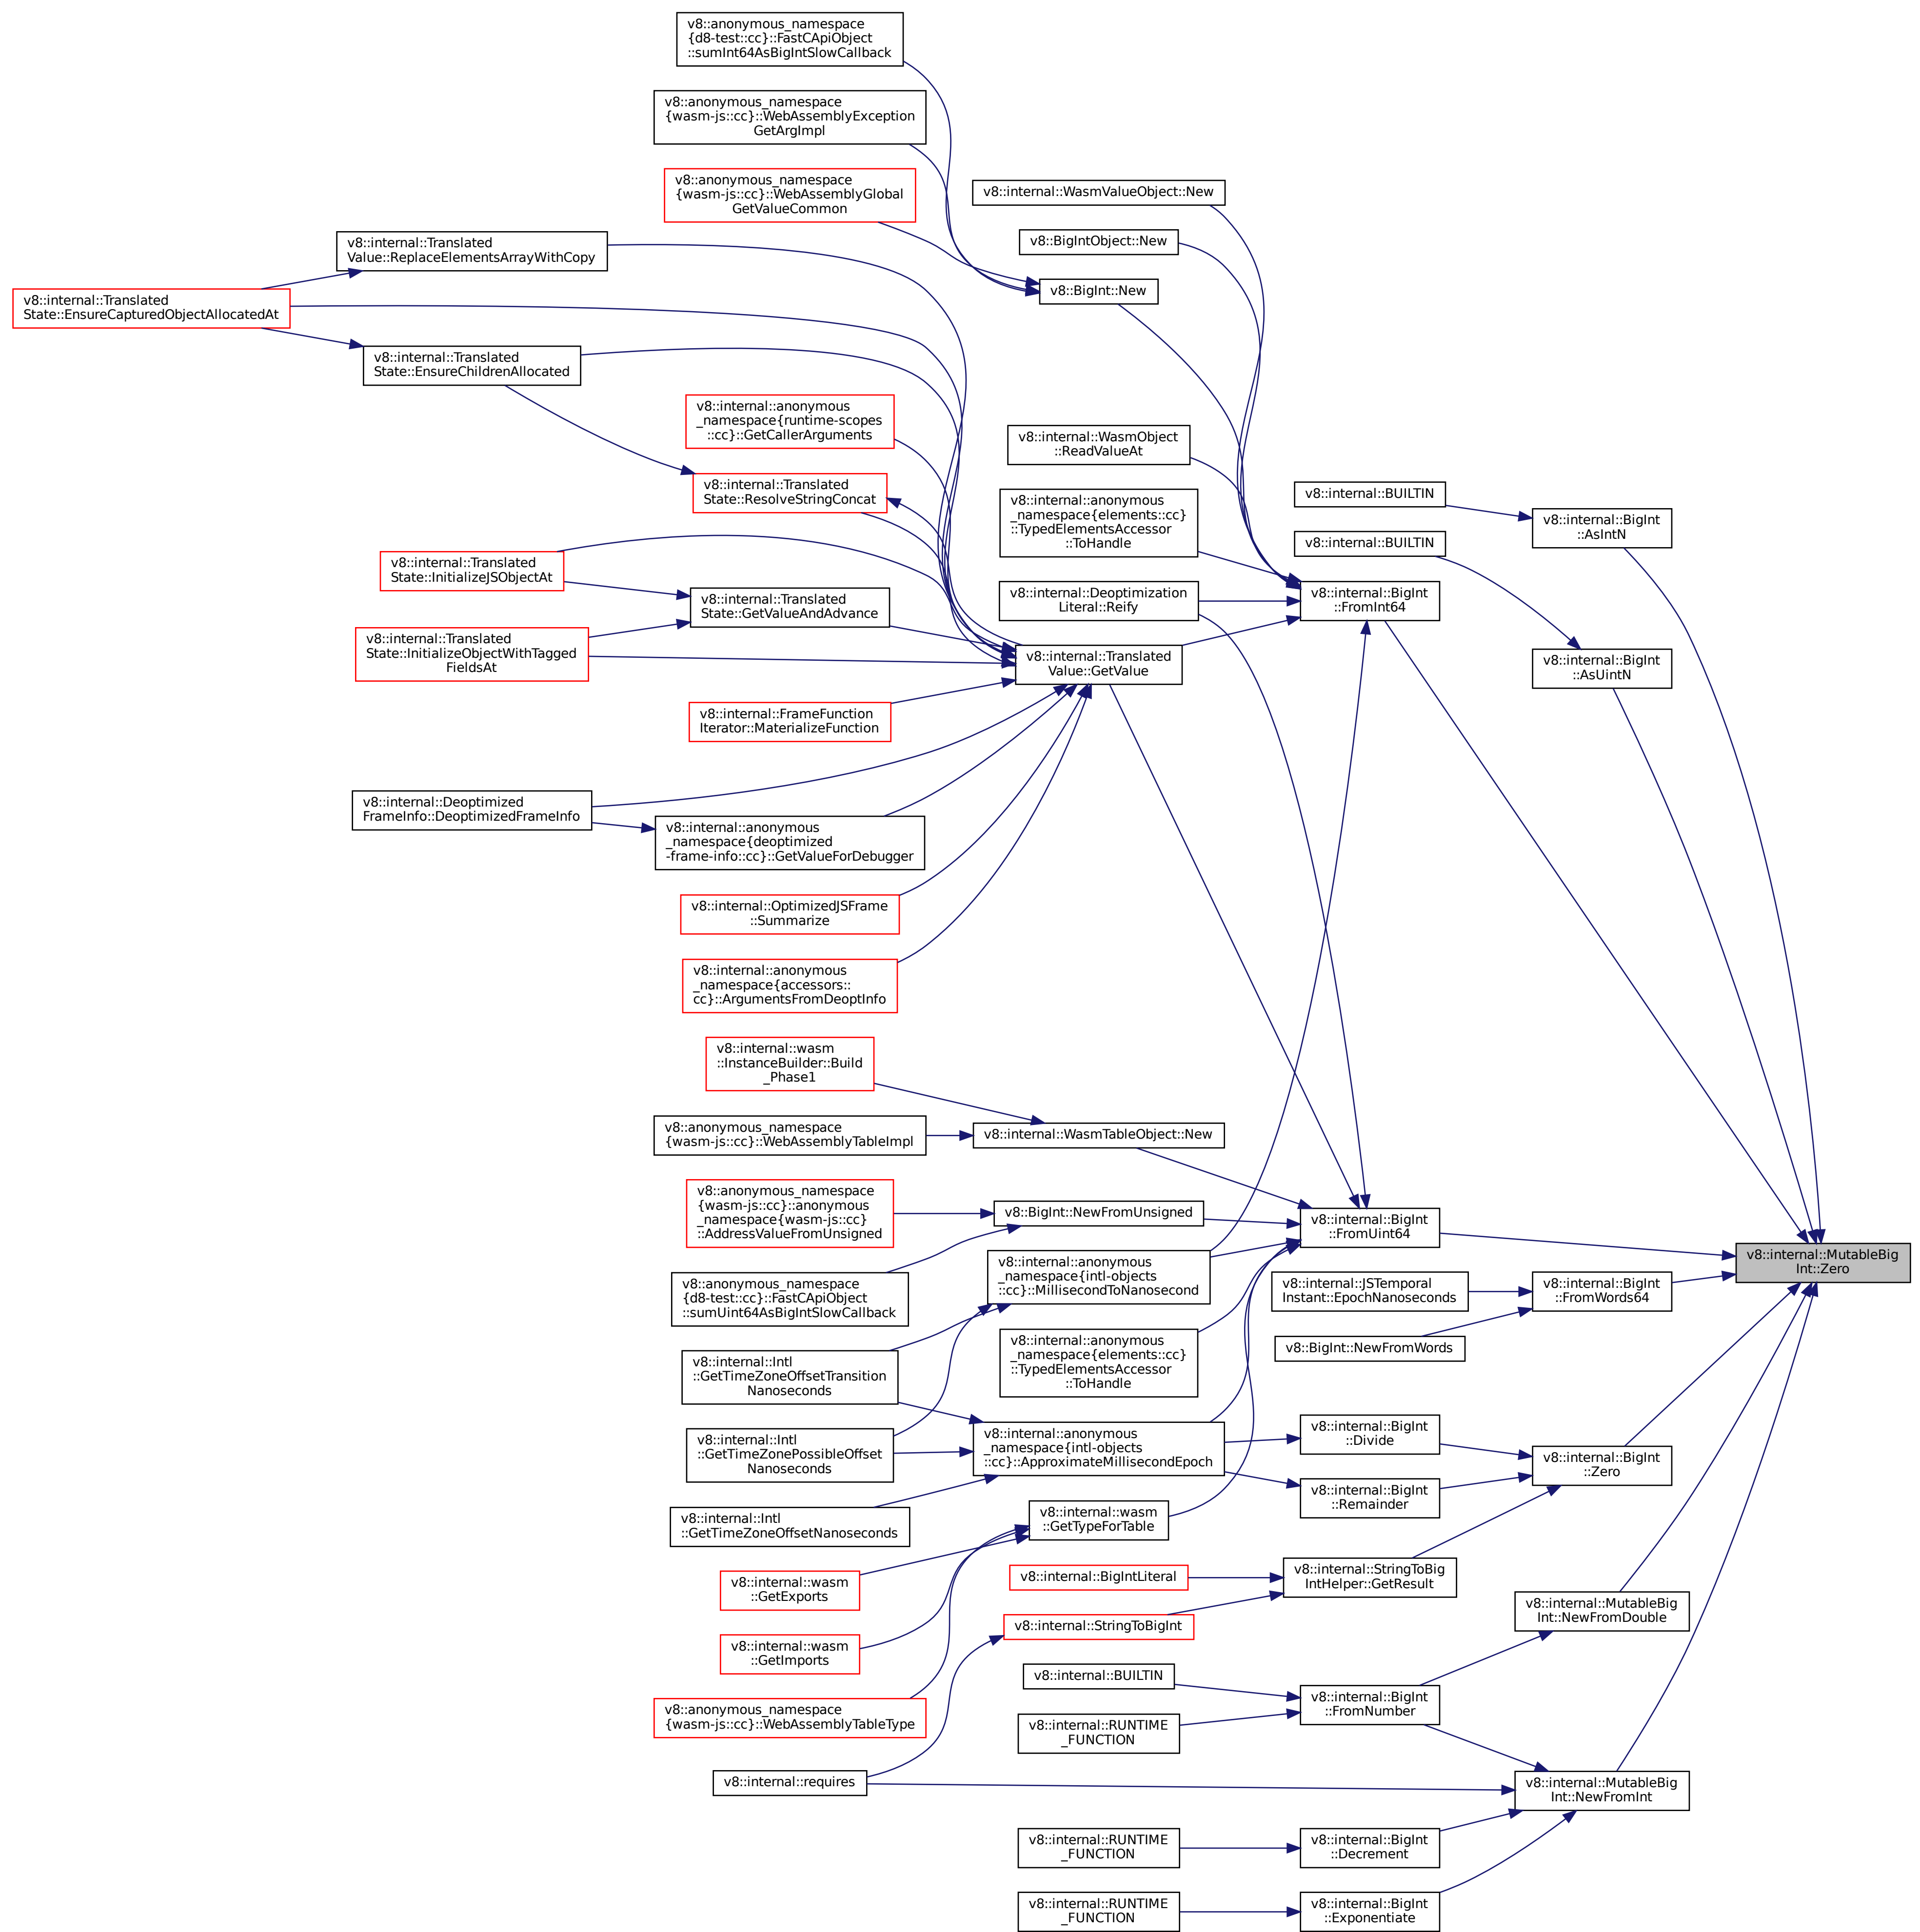 v8::anonymous_namespace
{d8-test::cc}::FastCApiObject
::sumInt64AsBigIntSlowCallback
v8::anonymous_namespace
{wasm-js::cc}::WebAssemblyException
GetArgImpl
v8::anonymous_namespace
{wasm-js::cc}::WebAssemblyGlobal
GetValueCommon
v8::internal::WasmValueObject::New
v8::BigIntObject::New
v8::BigInt::New
v8::internal::Translated
Value::ReplaceElementsArrayWithCopy
v8::internal::Translated
State::EnsureCapturedObjectAllocatedAt
v8::internal::Translated
State::EnsureChildrenAllocated
v8::internal::anonymous
_namespace{runtime-scopes
::cc}::GetCallerArguments
v8::internal::Translated
State::ResolveStringConcat
v8::internal::WasmObject
::ReadValueAt
v8::internal::anonymous
_namespace{elements::cc}
::TypedElementsAccessor
::ToHandle
v8::internal::BUILTIN
v8::internal::BigInt
::AsIntN
v8::internal::BUILTIN
v8::internal::Translated
State::InitializeJSObjectAt
v8::internal::Translated
State::GetValueAndAdvance
v8::internal::Deoptimization
Literal::Reify
v8::internal::BigInt
::FromInt64
v8::internal::Translated
State::InitializeObjectWithTagged
FieldsAt
v8::internal::Translated
Value::GetValue
v8::internal::BigInt
::AsUintN
v8::internal::FrameFunction
Iterator::MaterializeFunction
v8::internal::Deoptimized
FrameInfo::DeoptimizedFrameInfo
v8::internal::anonymous
_namespace{deoptimized
-frame-info::cc}::GetValueForDebugger
v8::internal::OptimizedJSFrame
::Summarize
v8::internal::anonymous
_namespace{accessors::
cc}::ArgumentsFromDeoptInfo
v8::internal::wasm
::InstanceBuilder::Build
_Phase1
v8::anonymous_namespace
{wasm-js::cc}::WebAssemblyTableImpl
v8::internal::WasmTableObject::New
v8::anonymous_namespace
{wasm-js::cc}::anonymous
_namespace{wasm-js::cc}
::AddressValueFromUnsigned
v8::BigInt::NewFromUnsigned
v8::internal::BigInt
::FromUint64
v8::internal::MutableBig
Int::Zero
v8::anonymous_namespace
{d8-test::cc}::FastCApiObject
::sumUint64AsBigIntSlowCallback
v8::internal::anonymous
_namespace{intl-objects
::cc}::MillisecondToNanosecond
v8::internal::JSTemporal
Instant::EpochNanoseconds
v8::internal::BigInt
::FromWords64
v8::BigInt::NewFromWords
v8::internal::Intl
::GetTimeZoneOffsetTransition
Nanoseconds
v8::internal::anonymous
_namespace{elements::cc}
::TypedElementsAccessor
::ToHandle
v8::internal::Intl
::GetTimeZonePossibleOffset
Nanoseconds
v8::internal::anonymous
_namespace{intl-objects
::cc}::ApproximateMillisecondEpoch
v8::internal::BigInt
::Divide
v8::internal::BigInt
::Zero
v8::internal::BigInt
::Remainder
v8::internal::Intl
::GetTimeZoneOffsetNanoseconds
v8::internal::wasm
::GetTypeForTable
v8::internal::wasm
::GetExports
v8::internal::BigIntLiteral
v8::internal::StringToBig
IntHelper::GetResult
v8::internal::StringToBigInt
v8::internal::MutableBig
Int::NewFromDouble
v8::internal::wasm
::GetImports
v8::internal::BUILTIN
v8::anonymous_namespace
{wasm-js::cc}::WebAssemblyTableType
v8::internal::BigInt
::FromNumber
v8::internal::RUNTIME
_FUNCTION
v8::internal::requires
v8::internal::MutableBig
Int::NewFromInt
v8::internal::RUNTIME
_FUNCTION
v8::internal::BigInt
::Decrement
v8::internal::RUNTIME
_FUNCTION
v8::internal::BigInt
::Exponentiate